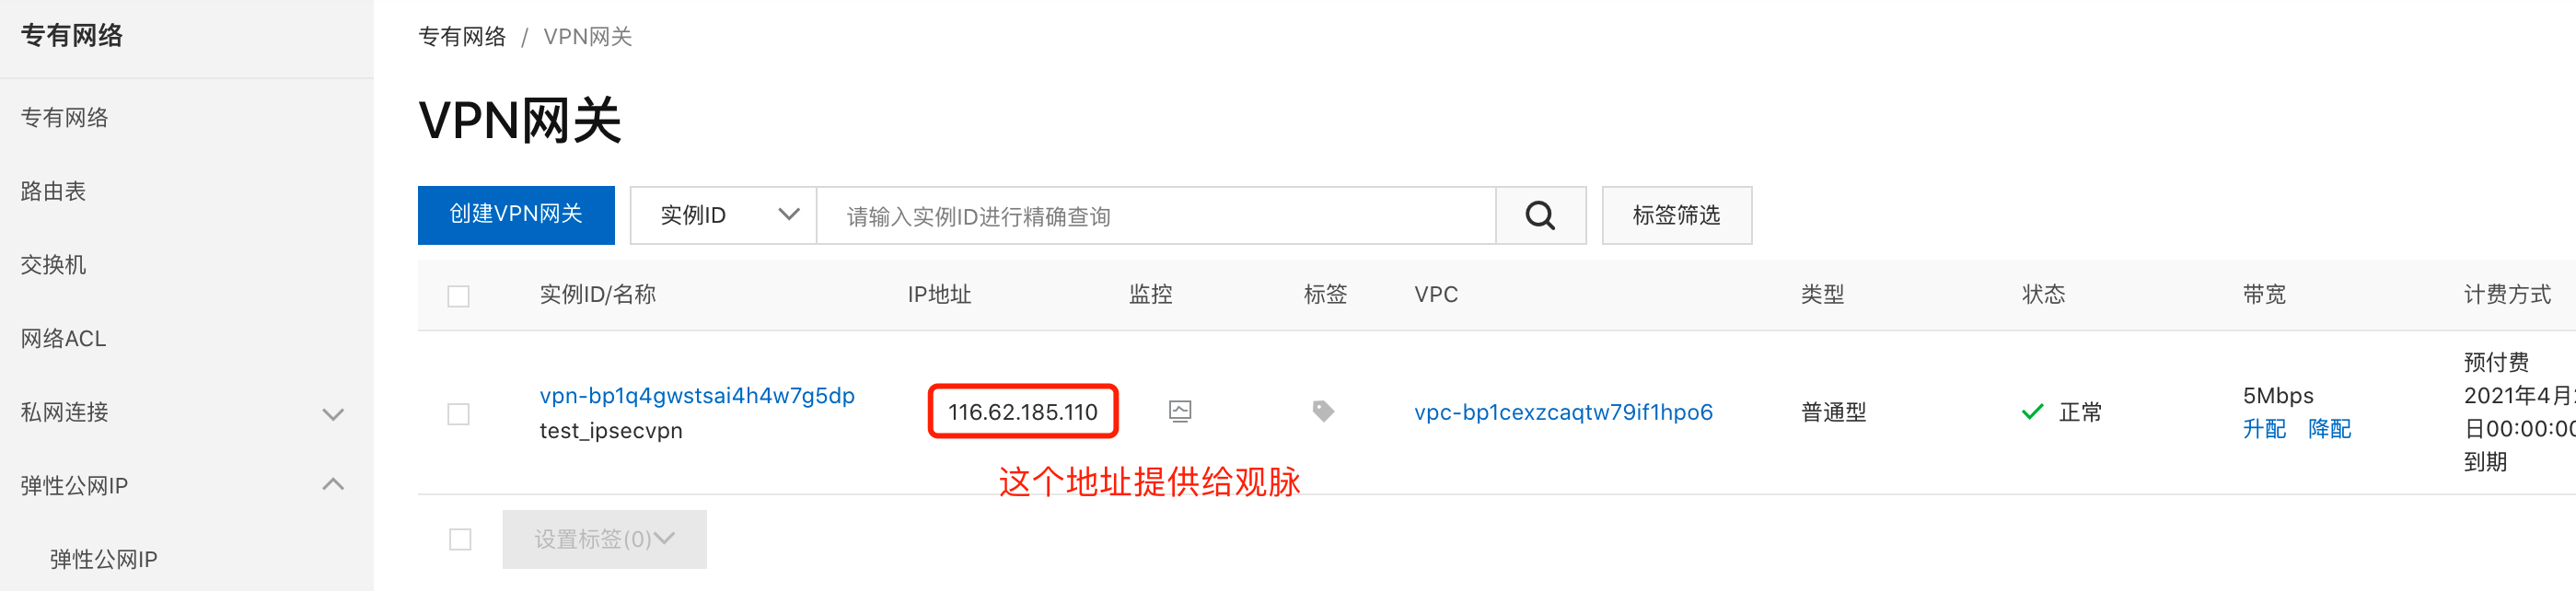 专有网络
专有网络 / VPN网关
VPN网关
专有网络
路由表
交换机
网络ACL
私网连接
弹性公网IP
弹性公网IP
创建VPN网关
实例ID
请输入实例ID进行精确查询
标签筛选
实例ID/名称 IP地址 监控 标签 VPC 类型 状态 带宽 计费方式
vpn-bp1q4gwstsai4h4w7g5dp
test_ipsecvpn
116.62.185.110
vpc-bp1cexzcaqtw79if1hpo6
普通型
正常
5Mbps
升配 降配
预付费
2021年4月
日00:00:00
到期
这个地址提供给观脉
设置标签(0)